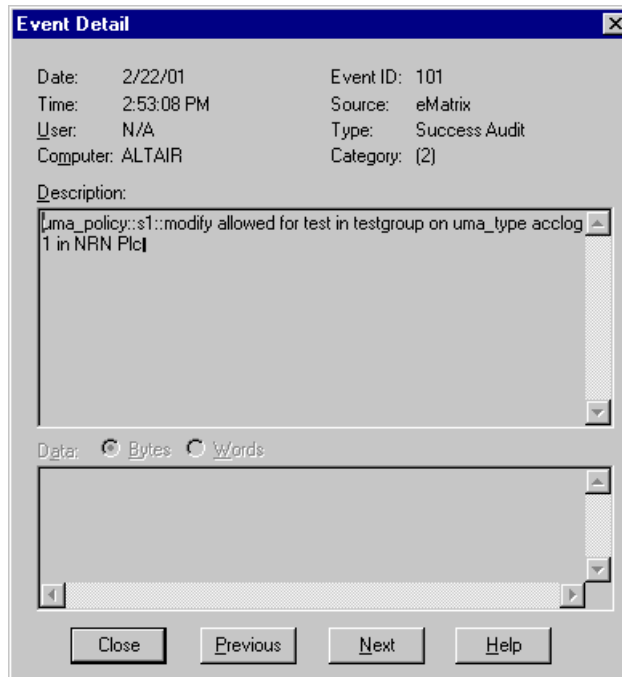 Event Detail
Date: 2/22/01 Event ID: 101
Time: 2:53:08 PM Source: eMatrix
User: N/A Type: Success Audit
Computer: ALTAIR Category: (2)
Description:
uma_policy::s1::modify allowed for test in testgroup on uma_type acclog
1 in NRN Plc
Data: Bytes Words
Close Previous Next Help